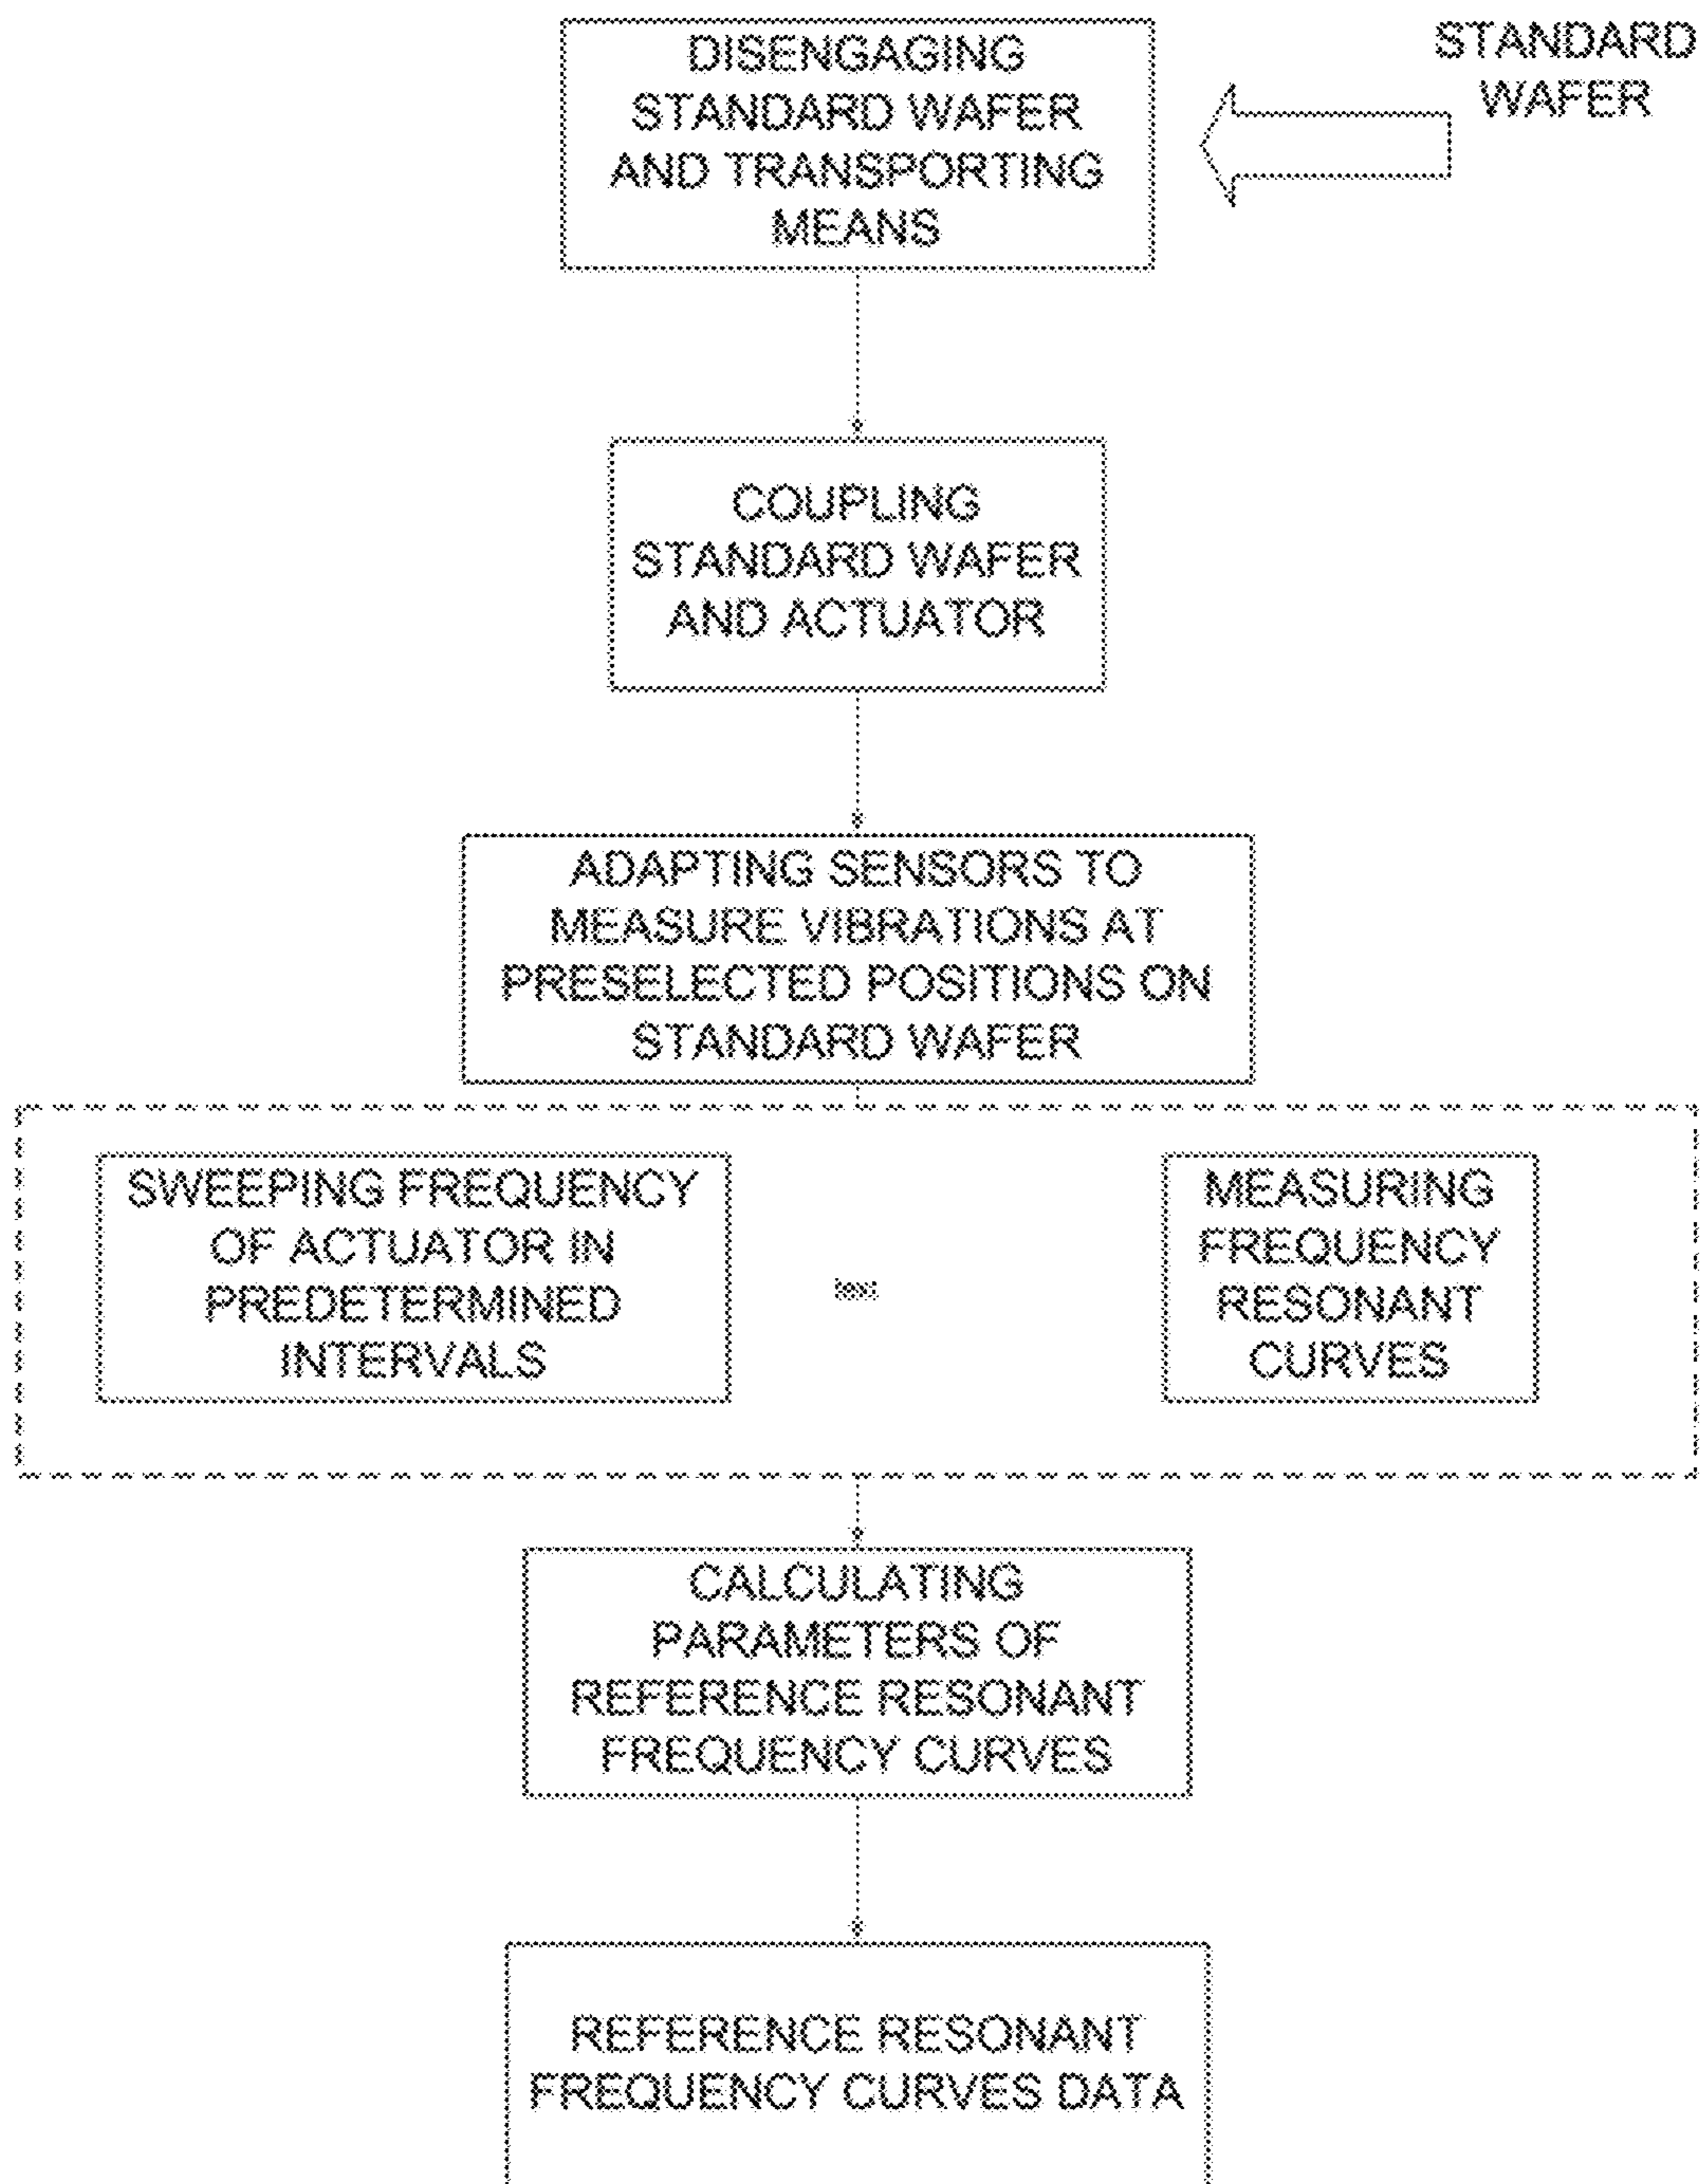 DISENGAGING
STANDARD WAFER
AND TRANSPORTING
MEANS
STANDARD
WAFER
COUPLING
STANDARD WAFER
AND ACTUATOR
ADAPTING SENSORS TO
MEASURE VIBRATIONS AT
PRESELECTED POSITIONS ON
STANDARD WAFER
SWEEPING FREQUENCY
OF ACTUATOR IN
PREDETERMINED
INTERVALS
MEASURING
FREQUENCY
RESONANT
CURVES
CALCULATING
PARAMETERS OF
REFERENCE RESONANT
FREQUENCY CURVES
REFERENCE RESONANT
FREQUENCY CURVES DATA